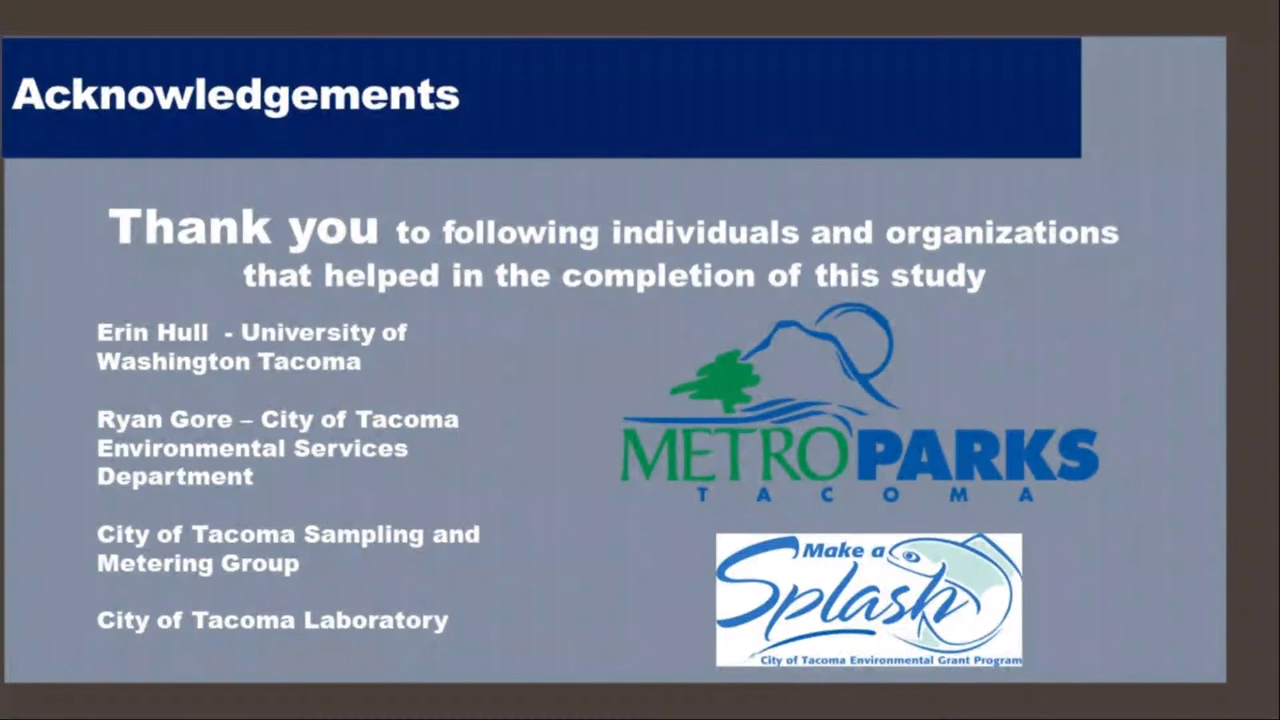 Acknowledgements
Thank you to following individuals and organizations
that helped in the completion of this study
Erin Hull - University of
Washington Tacoma
Ryan Gore – City of Tacoma
Environmental Services
Department
City of Tacoma Sampling and
Metering Group
City of Tacoma Laboratory
METROPARKS
TACOMA
Make a
Splash
City of Tacoma Environmental Grant Program